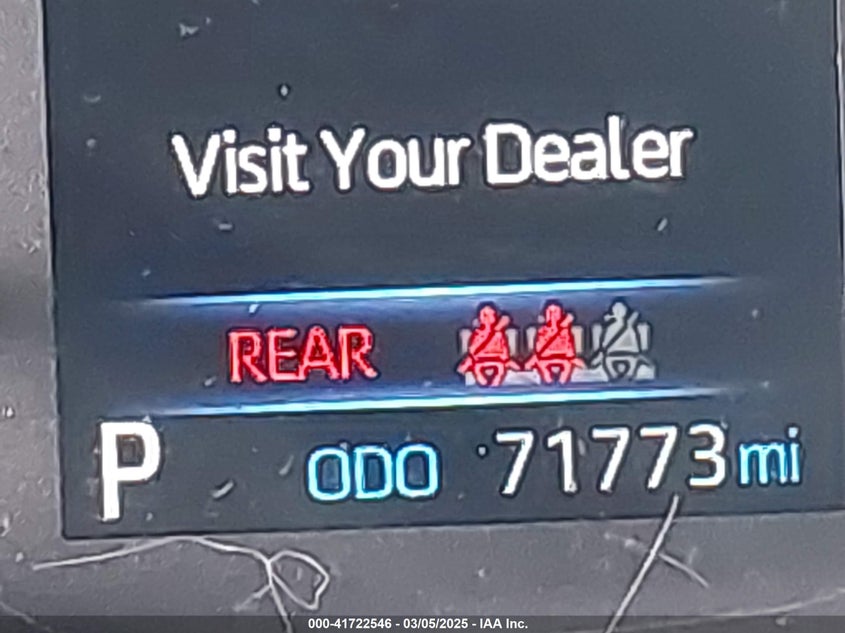 Visit Your Dealer
REAR
P ODO 71773 mi
000-41722546 - 03/05/2025 - IAA Inc.